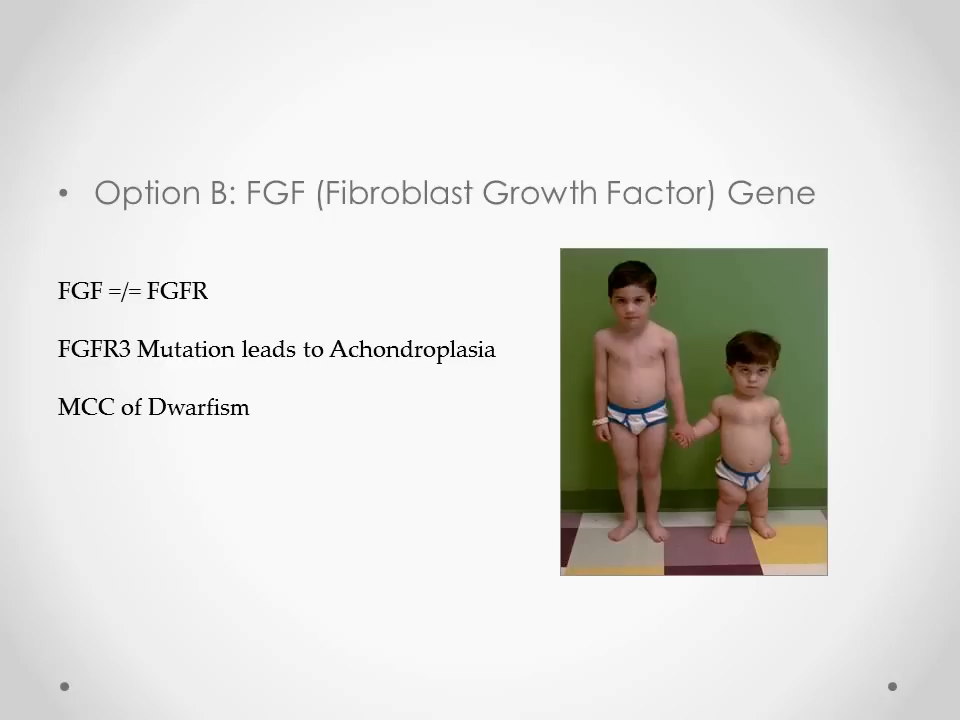 • Option B: FGF (Fibroblast Growth Factor) Gene
FGF =/= FGFR
FGFR3 Mutation leads to Achondroplasia
MCC of Dwarfism